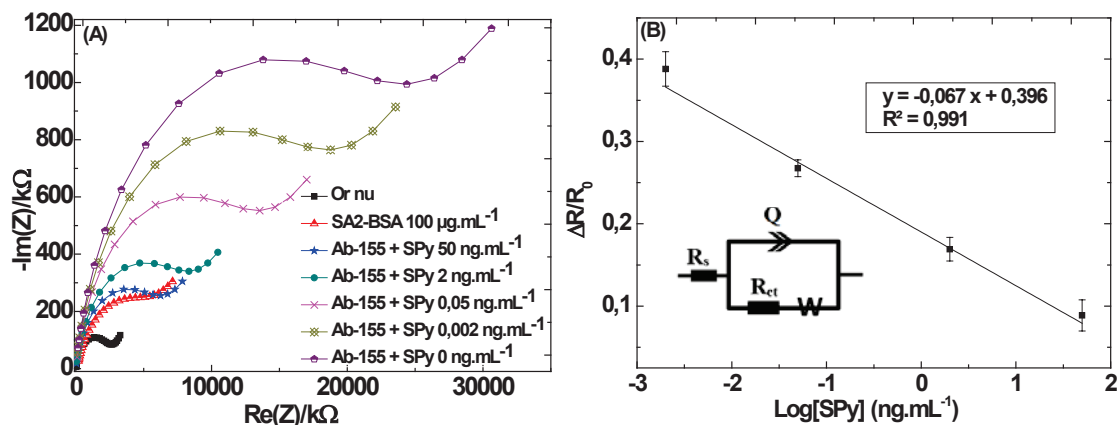 (A)
1200
1000
800
600
400
200
0
-Im(Z)/kΩ
0
10000
20000
30000
Re(Z)/kΩ
Or nu
SA2-BSA 100 µg.mL⁻¹
Ab-155 + SPy 50 ng.mL⁻¹
Ab-155 + SPy 2 ng.mL⁻¹
Ab-155 + SPy 0,05 ng.mL⁻¹
Ab-155 + SPy 0,002 ng.mL⁻¹
Ab-155 + SPy 0 ng.mL⁻¹
(B)
0,4
0,3
0,2
0,1
ΔR/R₀
y = -0,067 x + 0,396
R² = 0,991
Q
Rₛ
R_ct
W
-3
-2
-1
0
1
2
Log[SPy] (ng.mL⁻¹)